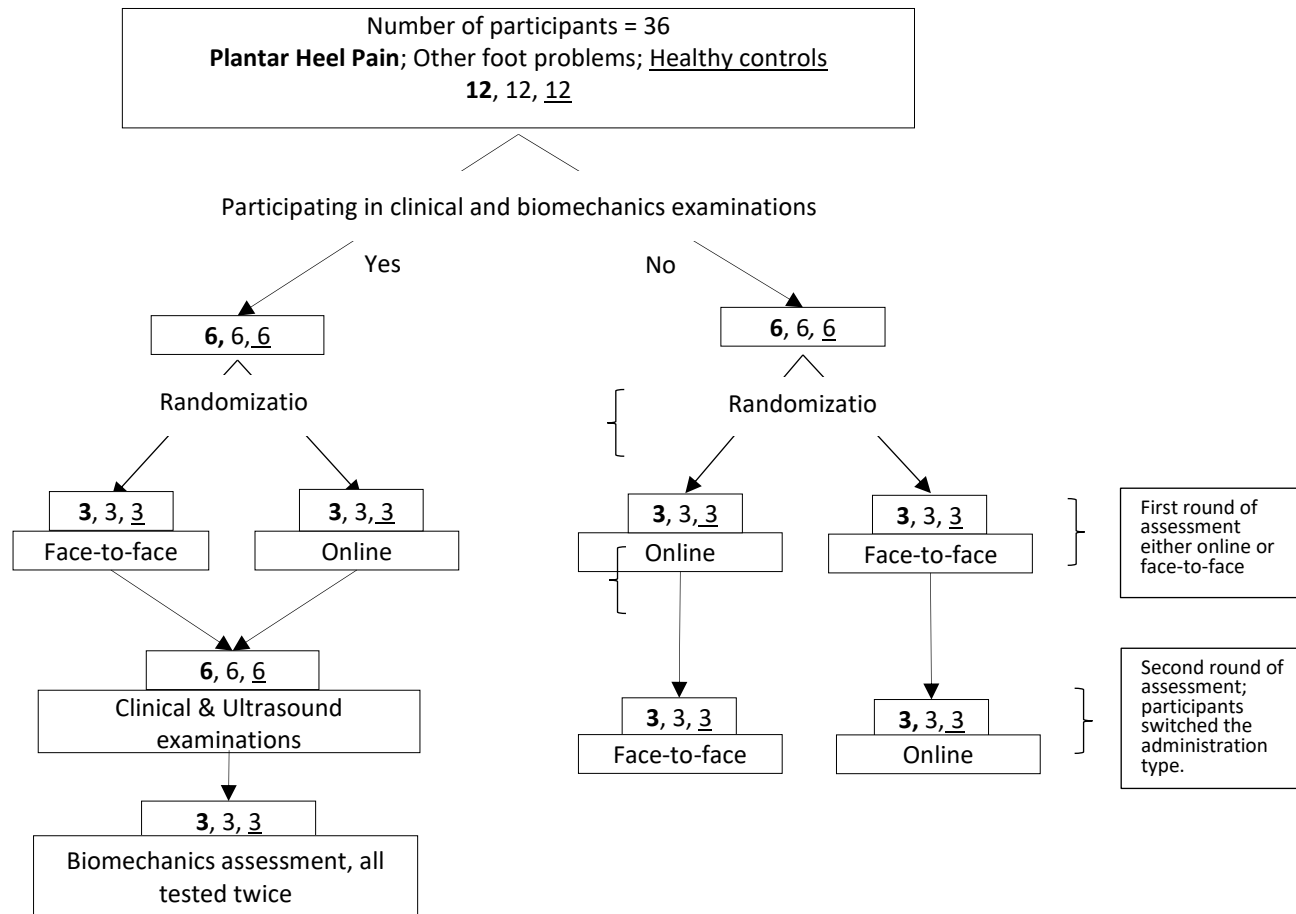 Number of participants = 36
Plantar Heel Pain; Other foot problems; Healthy controls
12, 12, 12
Participating in clinical and biomechanics examinations
Yes
No
6, 6, 6
6, 6, 6
Randomizatio
Randomizatio
3, 3, 3
3, 3, 3
3, 3, 3
3, 3, 3
Face-to-face
Online
Online
Face-to-face
First round of
assessment
either online or
face-to-face
6, 6, 6
Clinical & Ultrasound
examinations
3, 3, 3
3, 3, 3
Face-to-face
Online
Second round of
assessment;
participants
switched the
administration
type.
3, 3, 3
Biomechanics assessment, all
tested twice